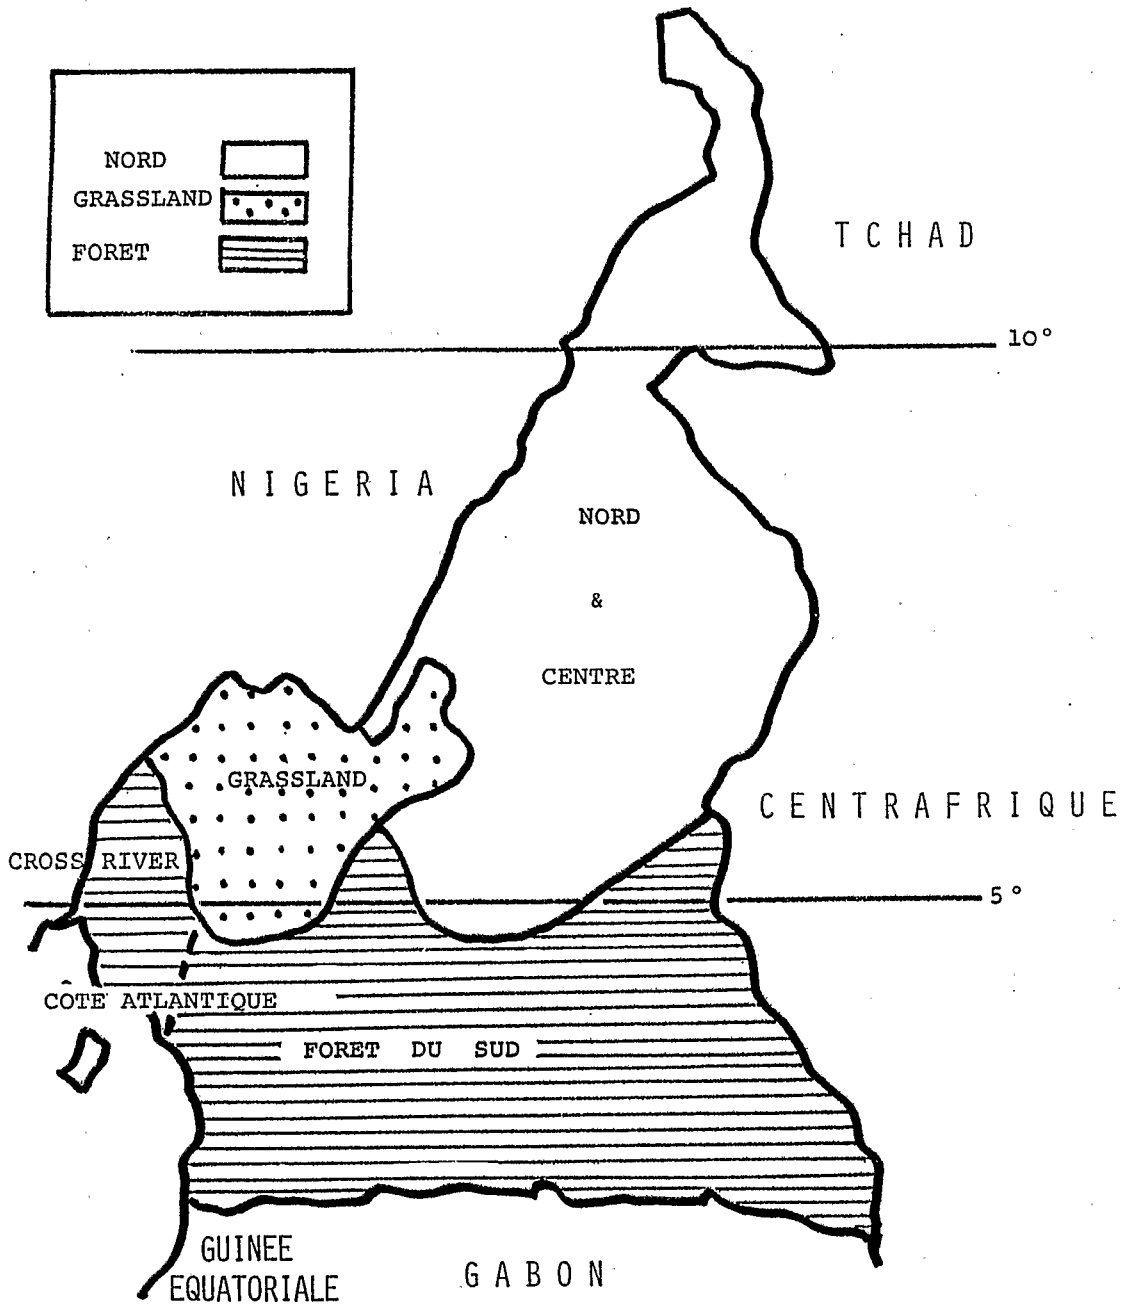 NORD
GRASSLAND
FORET
TCHAD
10°
NIGERIA
NORD
&
CENTRE
GRASSLAND
CENTRAFRIQUE
CROSS RIVER
5°
CÔTE ATLANTIQUE
FORET DU SUD
GUINEE
EQUATORIALE
GABON